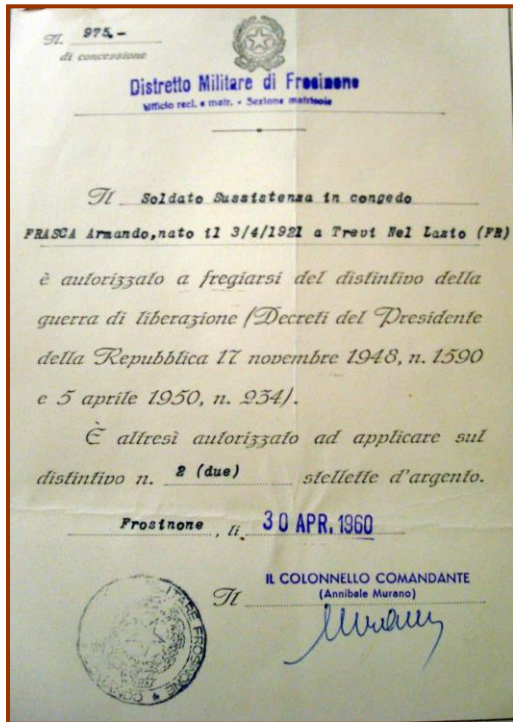 N. 975.-
di concessione
Distretto Militare di Frosinone
Ufficio recl. e matr. - Sezione matricola
Il Soldato Sussistenza in congedo
FRASCA Armando,nato il 3/4/1921 a Trevi Nel Lazio (FR)
è autorizzato a fregiarsi del distintivo della
guerra di liberazione (Decreti del Presidente
della Repubblica 17 novembre 1948, n. 1590
e 5 aprile 1950, n. 234).
È altresì autorizzato ad applicare sul
distintivo n. 2 (due) stellette d'argento.
Frosinone, li 30 APR. 1960
IL COLONNELLO COMANDANTE
Il (Annibale Murano)
ITARE FROSINONE